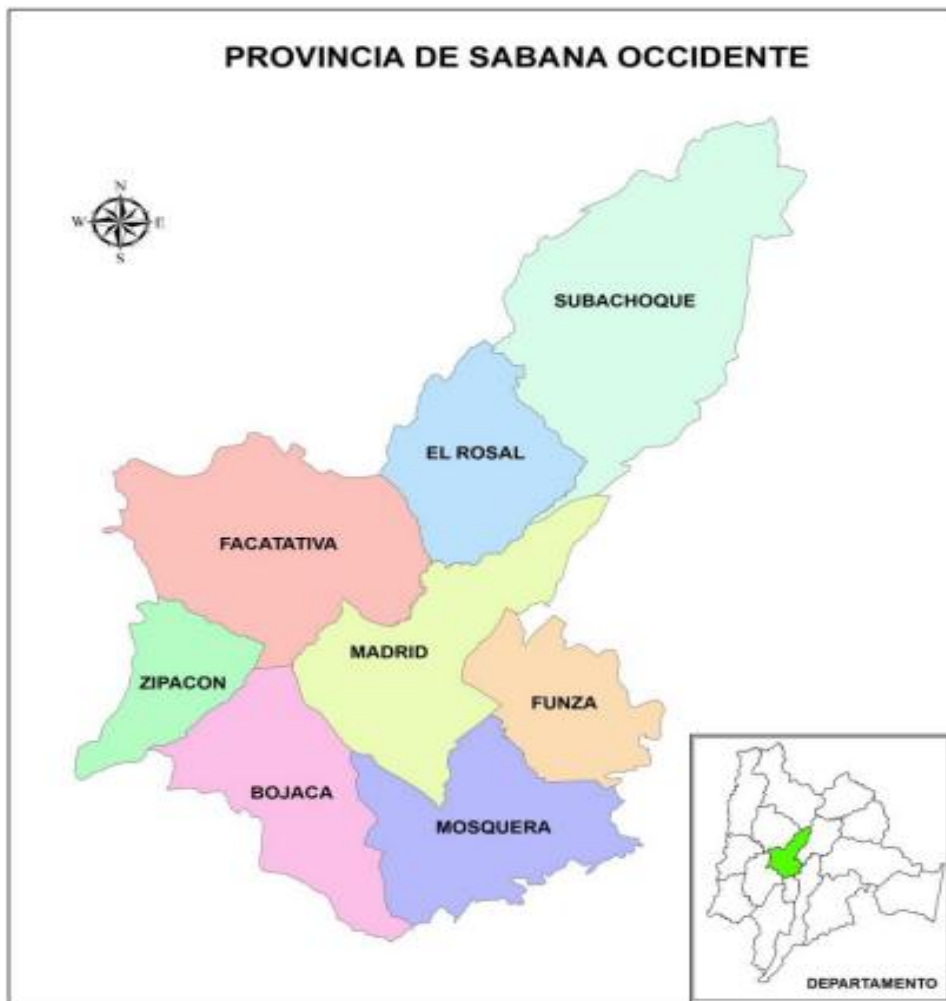 PROVINCIA DE SABANA OCCIDENTE
N
W E
S
SUBACHOQUE
EL ROSAL
FACATATIVA
MADRID
ZIPACON
FUNZA
BOJACA
MOSQUERA
DEPARTAMENTO